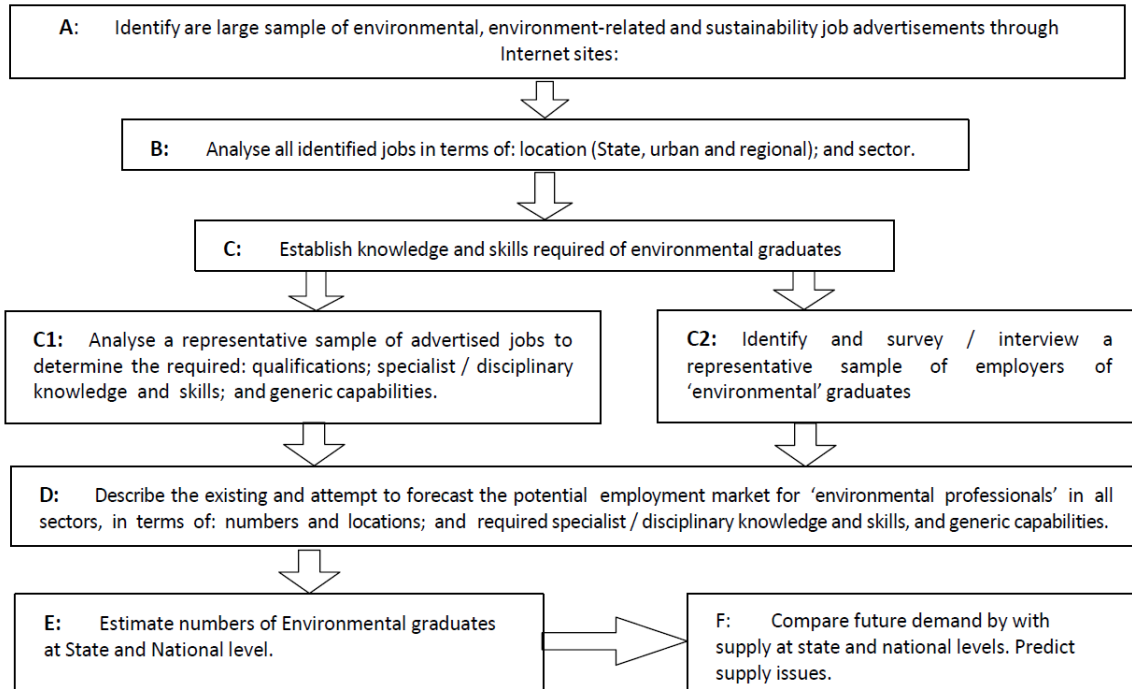 A: Identify are large sample of environmental, environment-related and sustainability job advertisements through
Internet sites:
B: Analyse all identified jobs in terms of: location (State, urban and regional); and sector.
C: Establish knowledge and skills required of environmental graduates
C1: Analyse a representative sample of advertised jobs to
determine the required: qualifications; specialist / disciplinary
knowledge and skills; and generic capabilities.
C2: Identify and survey / interview a
representative sample of employers of
‘environmental’ graduates
D: Describe the existing and attempt to forecast the potential employment market for ‘environmental professionals’ in all
sectors, in terms of: numbers and locations; and required specialist / disciplinary knowledge and skills, and generic capabilities.
E: Estimate numbers of Environmental graduates
at State and National level.
F: Compare future demand by with
supply at state and national levels. Predict
supply issues.